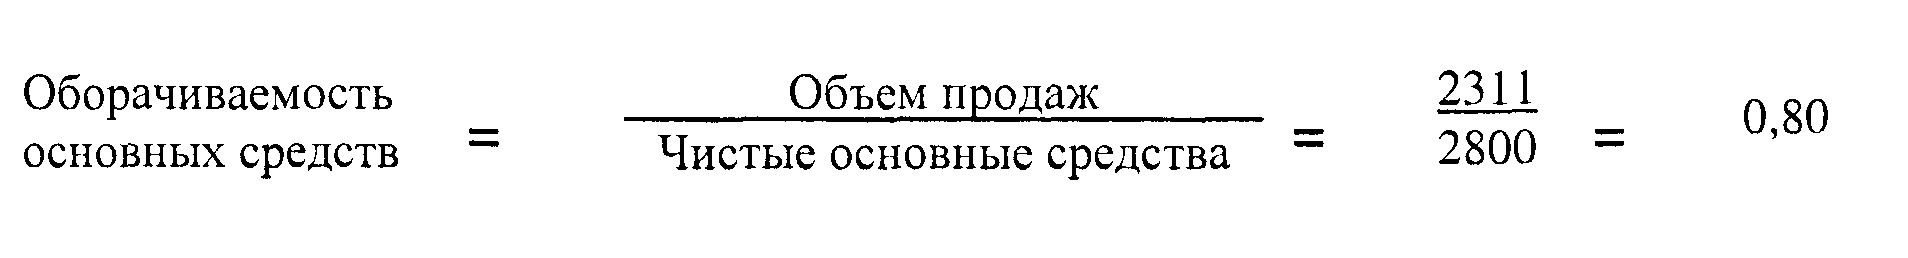 Оборачиваемость
основных средств = Объем продаж = 2311 = 0,80
Чистые основные средства 2800